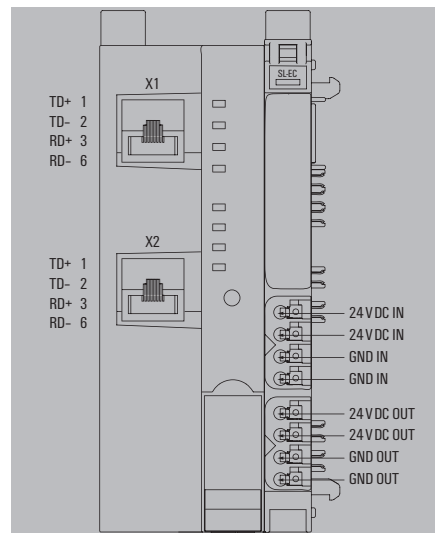 SL-EC
X1
TD+ 1
TD- 2
RD+ 3
RD- 6
X2
TD+ 1
TD- 2
RD+ 3
RD- 6
24 V DC IN
24 V DC IN
GND IN
GND IN
24 V DC OUT
24 V DC OUT
GND OUT
GND OUT